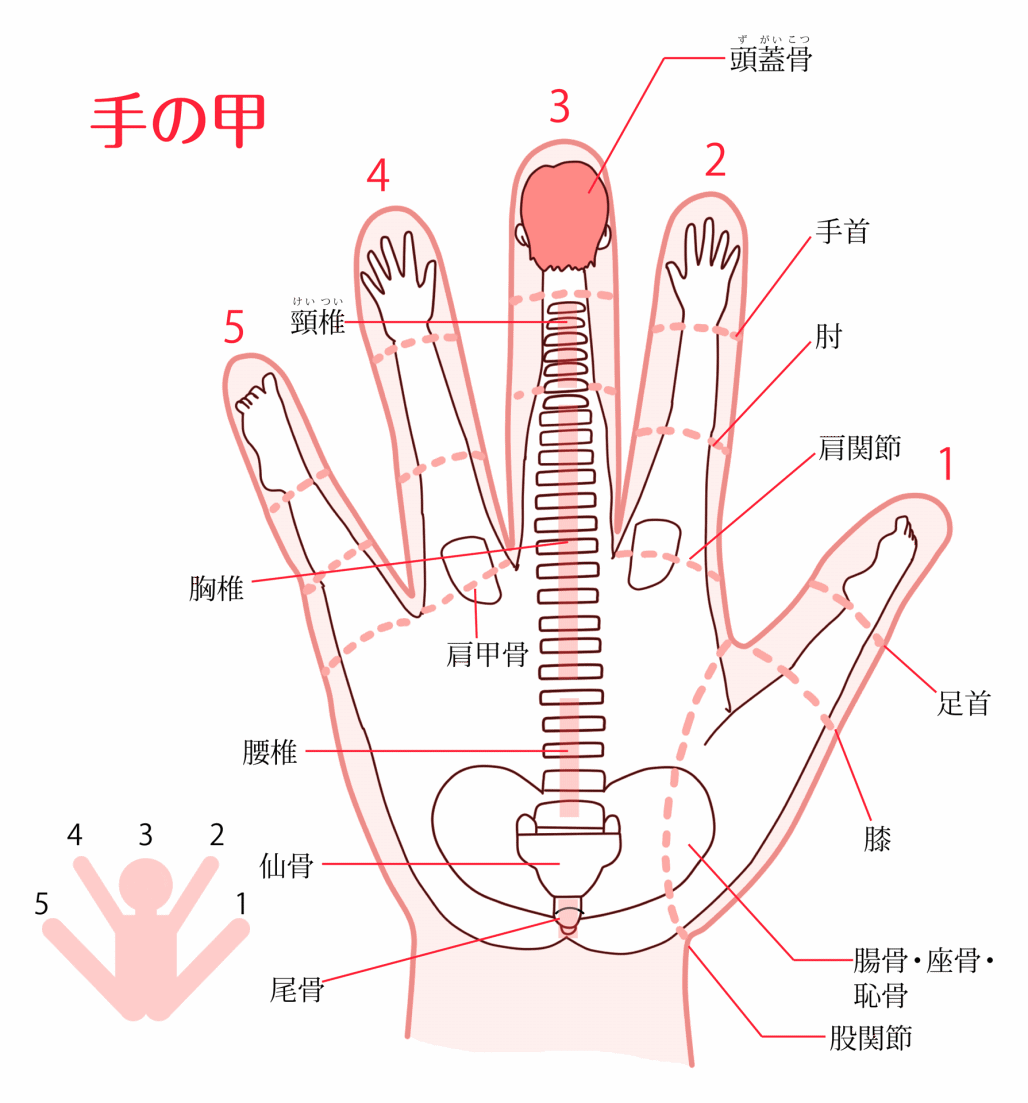 手の甲
ずがいこつ
頭蓋骨
3
4
2
手首
けいつい
頸椎
5
肘
肩関節
1
胸椎
肩甲骨
足首
腰椎
膝
4 3 2
仙骨
5 1
腸骨・座骨・
恥骨
尾骨
股関節